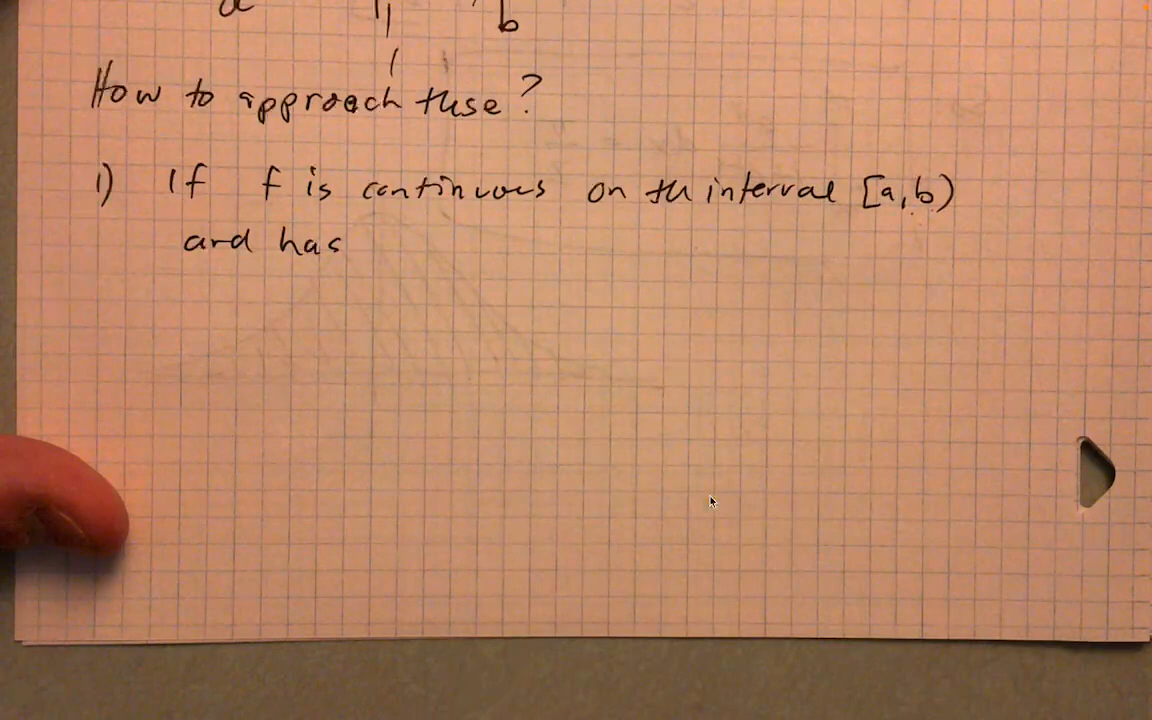 a b
How to approach these?
1) If f is continuous on the interval [a,b)
and has